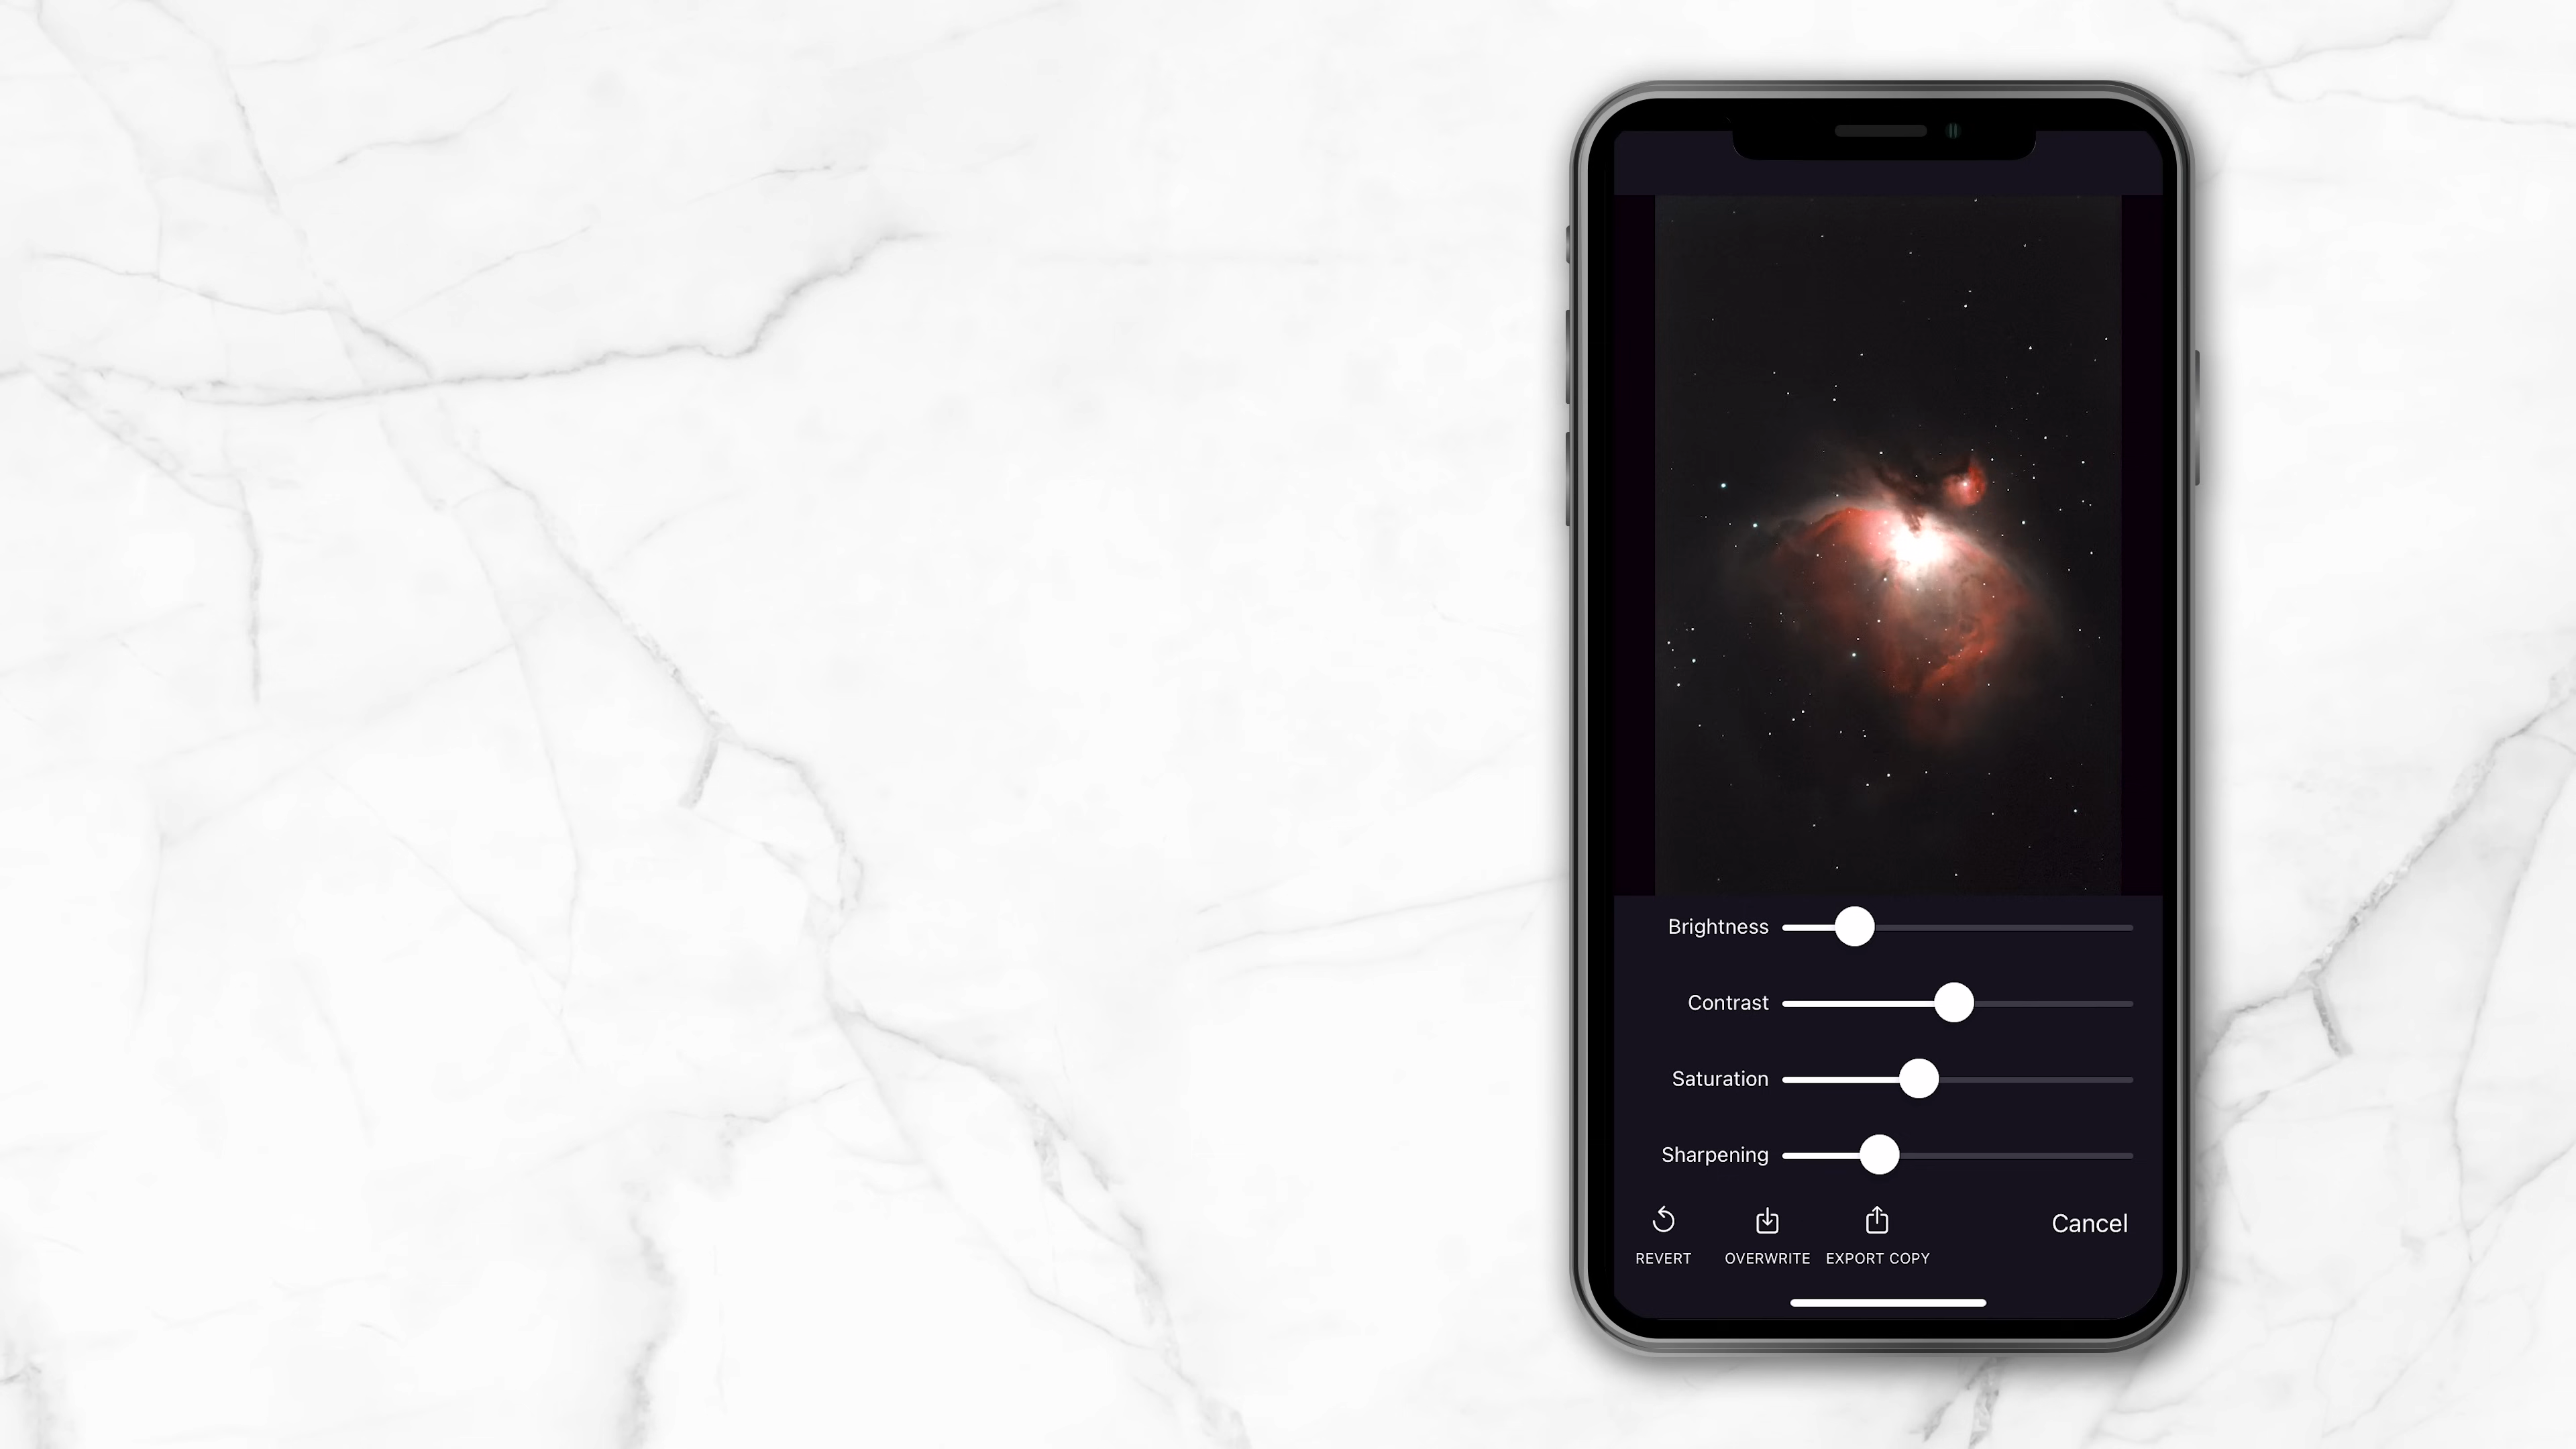 Brightness
Contrast
Saturation
Sharpening
REVERT OVERWRITE EXPORT COPY Cancel